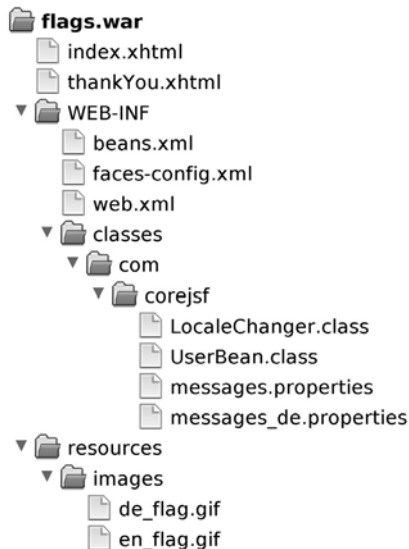 flags.war
index.xhtml
thankYou.xhtml
WEB-INF
beans.xml
faces-config.xml
web.xml
classes
com
corejsf
LocaleChanger.class
UserBean.class
messages.properties
messages_de.properties
resources
images
de_flag.gif
en_flag.gif